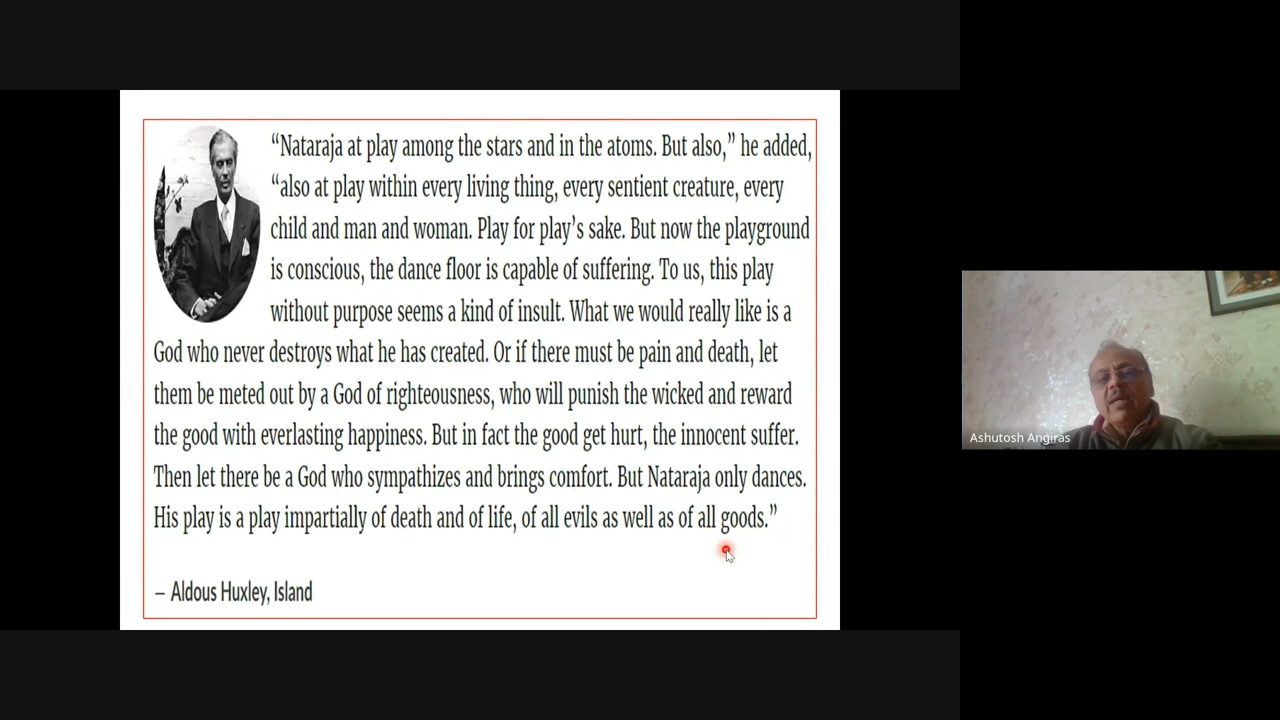 “Nataraja at play among the stars and in the atoms. But also,” he added,
“also at play within every living thing, every sentient creature, every
child and man and woman. Play for play’s sake. But now the playground
is conscious, the dance floor is capable of suffering. To us, this play
without purpose seems a kind of insult. What we would really like is a
God who never destroys what he has created. Or if there must be pain and death, let
them be meted out by a God of righteousness, who will punish the wicked and reward
the good with everlasting happiness. But in fact the good get hurt, the innocent suffer.
Then let there be a God who sympathizes and brings comfort. But Nataraja only dances.
His play is a play impartially of death and of life, of all evils as well as of all goods.”
– Aldous Huxley, Island
Ashutosh Angiras